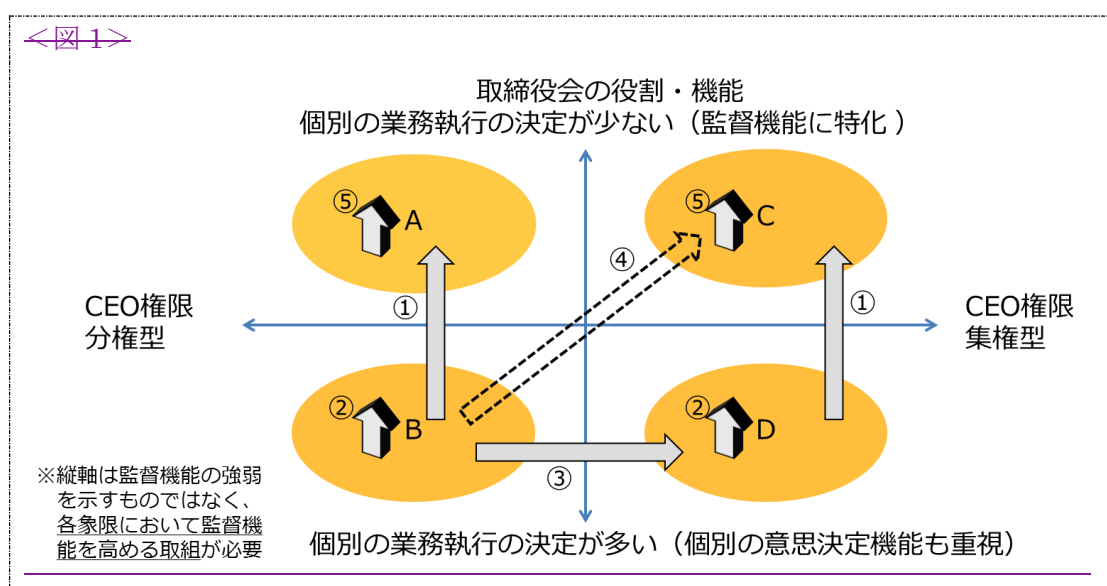 <図1>
取締役会の役割・機能
個別の業務執行の決定が少ない（監督機能に特化 ）
⑤
A
⑤
C
④
CEO権限
分権型
①
①
CEO権限
集権型
②
B
②
D
③
※縦軸は監督機能の強弱
を示すものではなく、
各象限において監督機
能を高める取組が必要
個別の業務執行の決定が多い（個別の意思決定機能も重視）